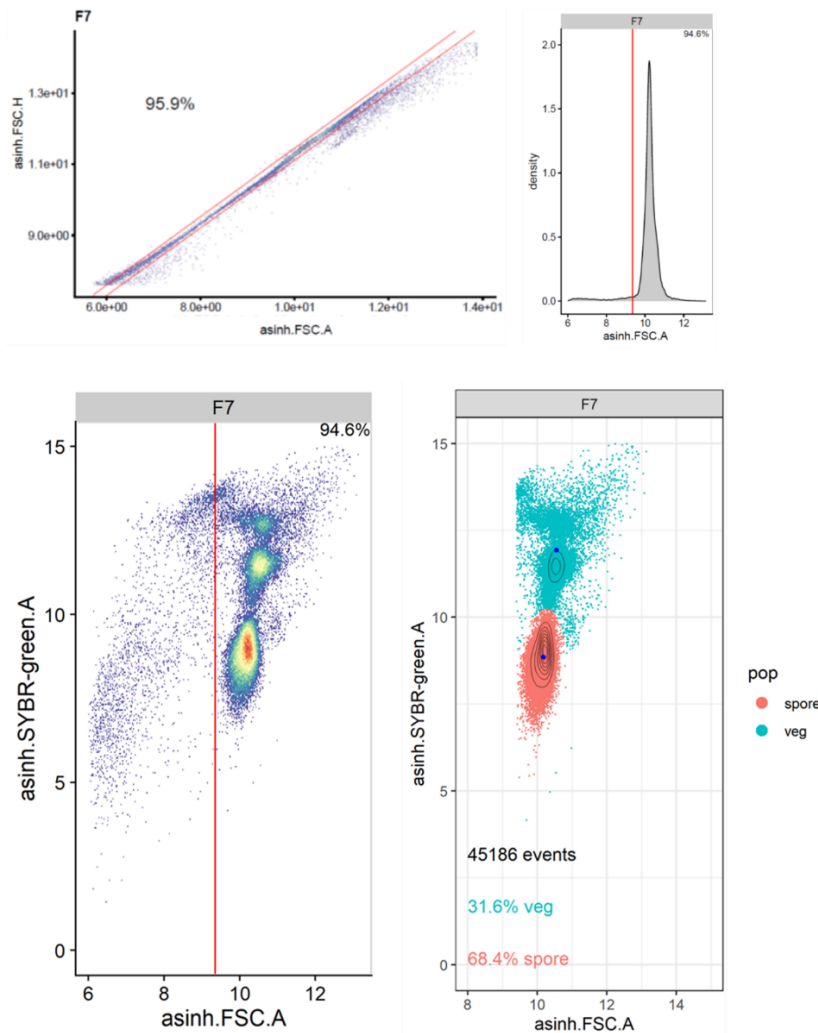 F7
asinh.FSC.H
1.3e+01
1.1e+01
9.0e+00
95.9%
6.0e+00 8.0e+00 1.0e+01 1.2e+01 1.4e+01
asinh.FSC.A
F7
94.6%
density
2.0
1.5
1.0
0.5
0.0
6 8 10 12
asinh.FSC.A
F7
94.6%
asinh.SYBR-green.A
15
10
5
0
6 8 10 12
asinh.FSC.A
F7
asinh.SYBR-green.A
15
10
5
0
45186 events
31.6% veg
68.4% spore
8 10 12 14
asinh.FSC.A
pop
spore
veg